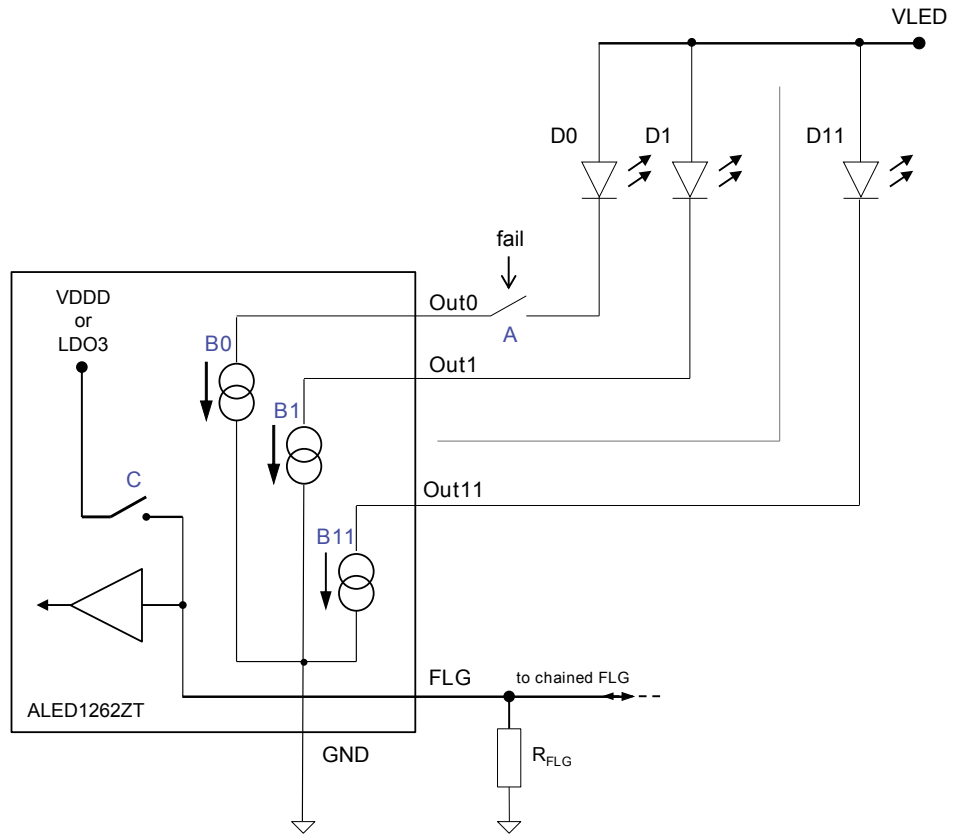 VLED
D0
D1
D11
fail
VDDD
or
LDO3
Out0
A
B0
Out1
B1
C
Out11
B11
FLG
to chained FLG
ALED1262ZT
GND
RFLG